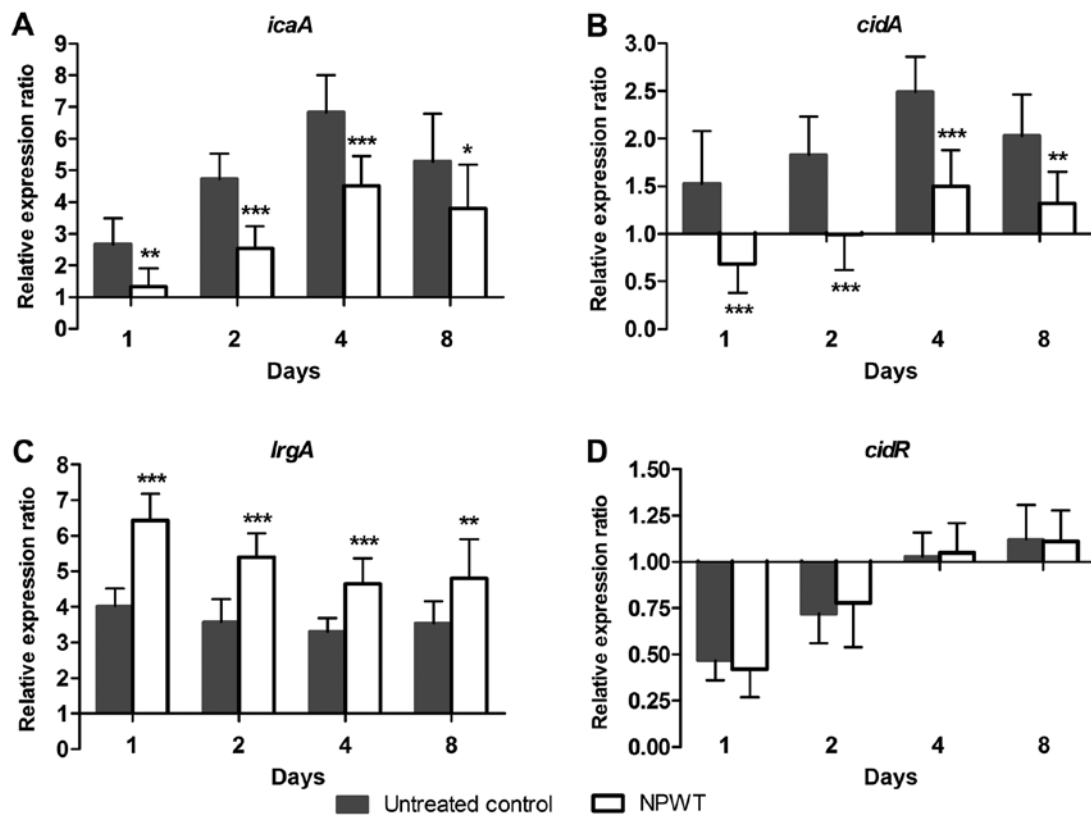 A
icaA
Relative expression ratio
9
8
7
6
5
4
3
2
1
0
** *** *** *
1 2 4 8
Days
B
cidA
Relative expression ratio
3.0
2.5
2.0
1.5
1.0
0.5
0.0
*** *** *** **
1 2 4 8
Days
C
lrgA
Relative expression ratio
8
7
6
5
4
3
2
1
0
*** *** *** **
1 2 4 8
Days
D
cidR
Relative expression ratio
1.50
1.25
1.00
0.75
0.50
0.25
0.00
1 2 4 8
Days
Untreated control NPWT